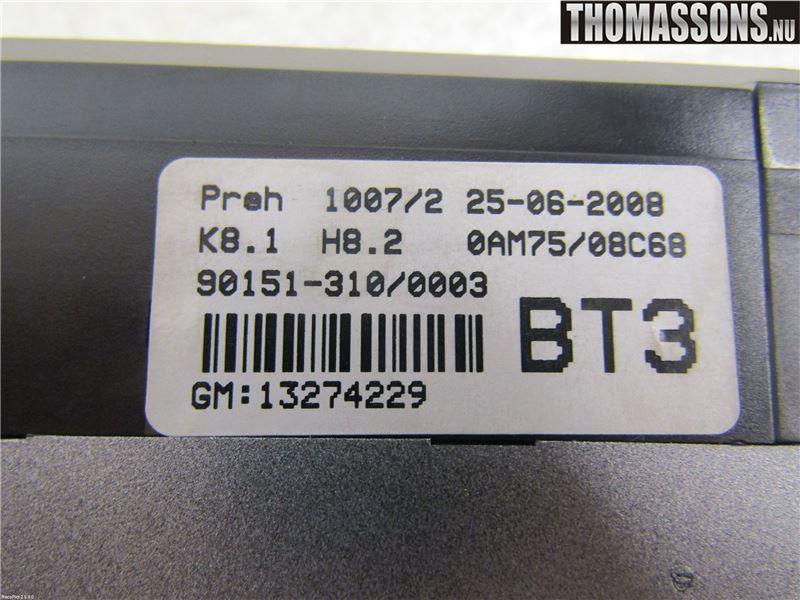 THOMASSONS.NU
Preh 1007/2 25-06-2008
K8.1 H8.2 0AM75/08C68
90151-310/0003
BT3
GM:13274229